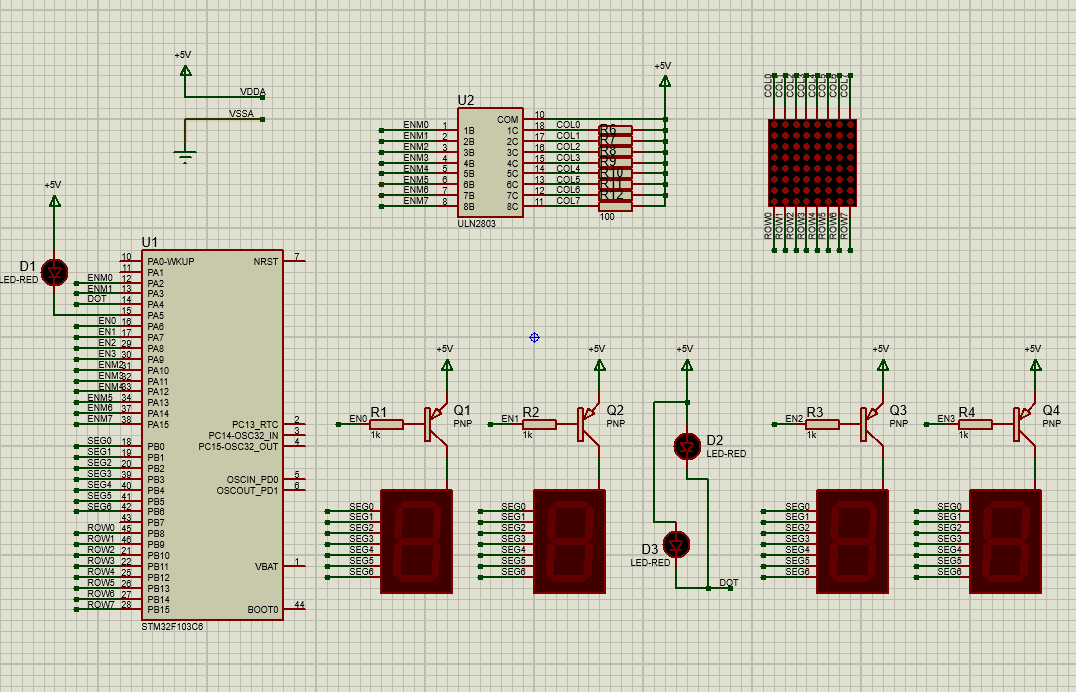 +5V
VDDA
VSSA
U2
ENM0 1 1B
ENM1 2 2B
ENM2 3 3B
ENM3 4 4B
ENM4 5 5B
ENM5 6 6B
ENM6 7 7B
ENM7 8 8B
COM 10
1C 18 COL0 R6
2C 17 COL1 R7
3C 16 COL2 R8
4C 15 COL3 R9
5C 14 COL4 R10
6C 13 COL5 R11
7C 12 COL6 R12
8C 11 COL7
100
ULN2803
+5V
COL0
ROW0
ROW1
ROW2
ROW3
ROW4
ROW5
ROW6
ROW7
+5V
D1
LED-RED
U1
10 PA0-WKUP
11 PA1
ENM0 12 PA2
ENM1 13 PA3
DOT 14 PA4
15 PA5
EN0 16 PA6
EN1 17 PA7
EN2 29 PA8
EN3 30 PA9
ENM2 31 PA10
ENM3 32 PA11
ENM4 33 PA12
ENM5 34 PA13
ENM6 37 PA14
ENM7 38 PA15
SEG0 18 PB0
SEG1 19 PB1
SEG2 20 PB2
SEG3 39 PB3
SEG4 40 PB4
SEG5 41 PB5
SEG6 42 PB6
43 PB7
ROW0 45 PB8
ROW1 46 PB9
ROW2 21 PB10
ROW3 22 PB11
ROW4 25 PB12
ROW5 26 PB13
ROW6 27 PB14
ROW7 28 PB15
NRST 7
PC13_RTC 2
PC14-OSC32_IN 3
PC15-OSC32_OUT 4
OSCIN_PD0 5
OSCOUT_PD1 6
VBAT 1
BOOT0 44
STM32F103C6
+5V
EN0 R1
1k
Q1
PNP
SEG0
SEG1
SEG2
SEG3
SEG4
SEG5
SEG6
+5V
EN1 R2
1k
Q2
PNP
SEG0
SEG1
SEG2
SEG3
SEG4
SEG5
SEG6
+5V
D2
LED-RED
D3
LED-RED
DOT
+5V
EN2 R3
1k
Q3
PNP
SEG0
SEG1
SEG2
SEG3
SEG4
SEG5
SEG6
+5V
EN3 R4
1k
Q4
PNP
SEG0
SEG1
SEG2
SEG3
SEG4
SEG5
SEG6